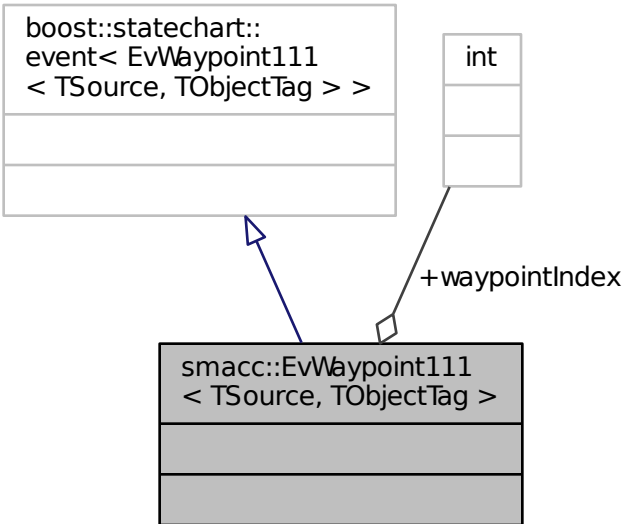 boost::statechart::
event< EvWaypoint111
< TSource, TObjectTag > >
int
+waypointIndex
smacc::EvWaypoint111
< TSource, TObjectTag >